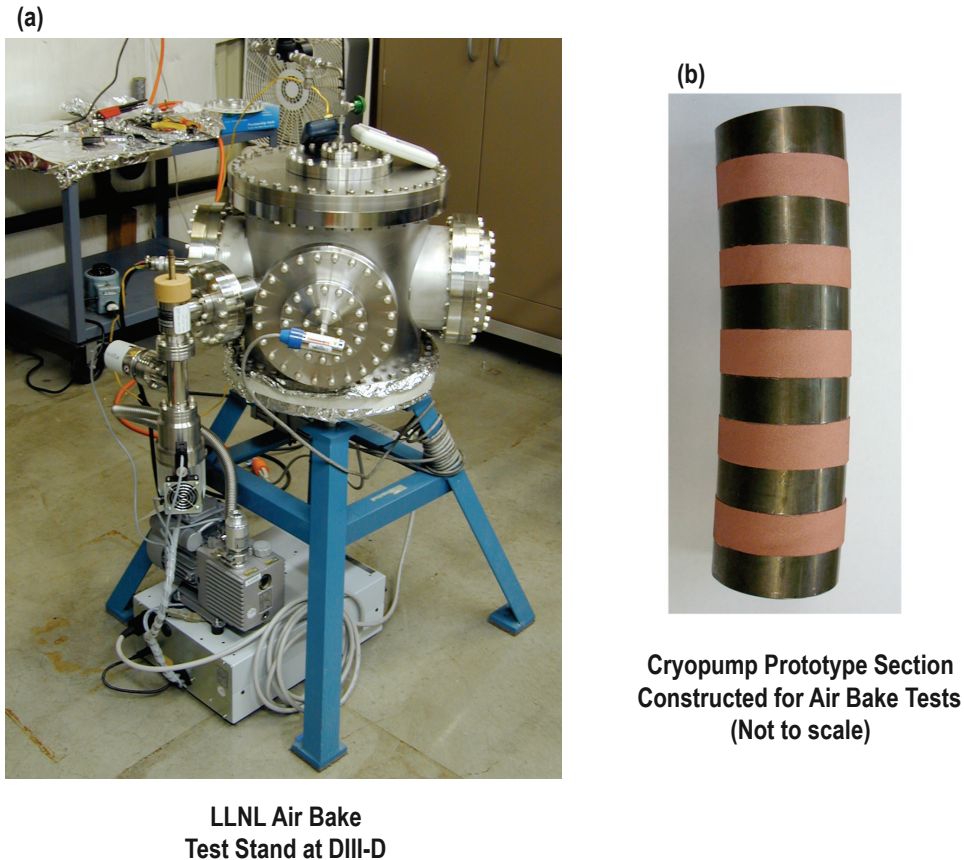 (a)
(b)
Cryopump Prototype Section
Constructed for Air Bake Tests
(Not to scale)
LLNL Air Bake
Test Stand at DIII-D